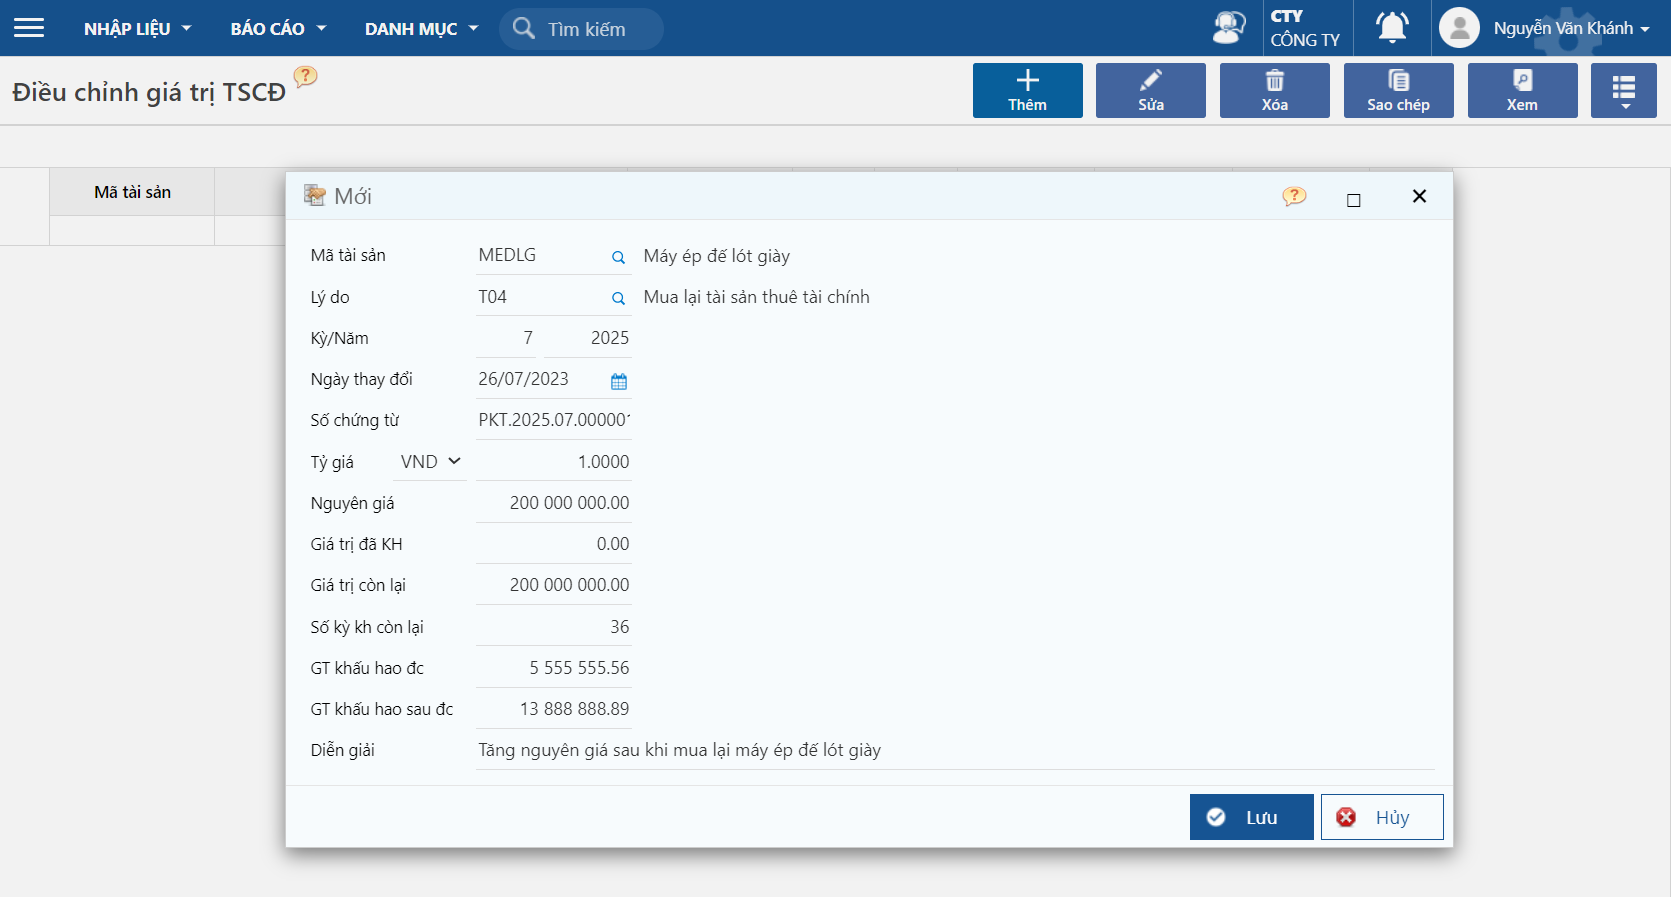 NHẬP LIỆU BÁO CÁO DANH MỤC Tìm kiếm CTY CÔNG TY Nguyễn Văn Khánh
Điều chỉnh giá trị TSCĐ ? Thêm Sửa Xóa Sao chép Xem
Mã tài sản
Mới ?
Mã tài sản MEDLG Máy ép đế lót giày
Lý do T04 Mua lại tài sản thuê tài chính
Kỳ/Năm 7 2025
Ngày thay đổi 26/07/2023
Số chứng từ PKT.2025.07.000001
Tỷ giá VND 1.0000
Nguyên giá 200 000 000.00
Giá trị đã KH 0.00
Giá trị còn lại 200 000 000.00
Số kỳ kh còn lại 36
GT khấu hao đc 5 555 555.56
GT khấu hao sau đc 13 888 888.89
Diễn giải Tăng nguyên giá sau khi mua lại máy ép đế lót giày
Lưu Hủy